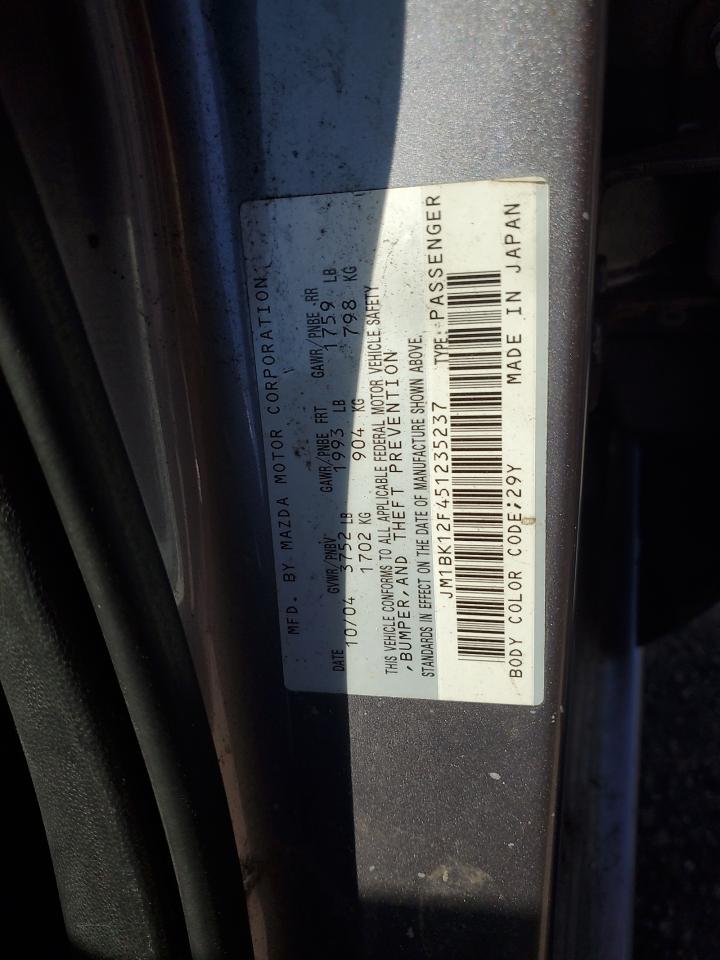 MFD. BY MAZDA MOTOR CORPORATION
DATE GVWR/PNBV GAWR/PNBE FRT GAWR/PNBE RR
10/04 3752 LB 1993 LB 1759 LB
1702 KG 904 KG 798 KG
THIS VEHICLE CONFORMS TO ALL APPLICABLE FEDERAL MOTOR VEHICLE SAFETY
,BUMPER,AND THEFT PREVENTION
STANDARDS IN EFFECT ON THE DATE OF MANUFACTURE SHOWN ABOVE.
JM1BK12F451235237 TYPE: PASSENGER
BODY COLOR CODE;29Y MADE IN JAPAN